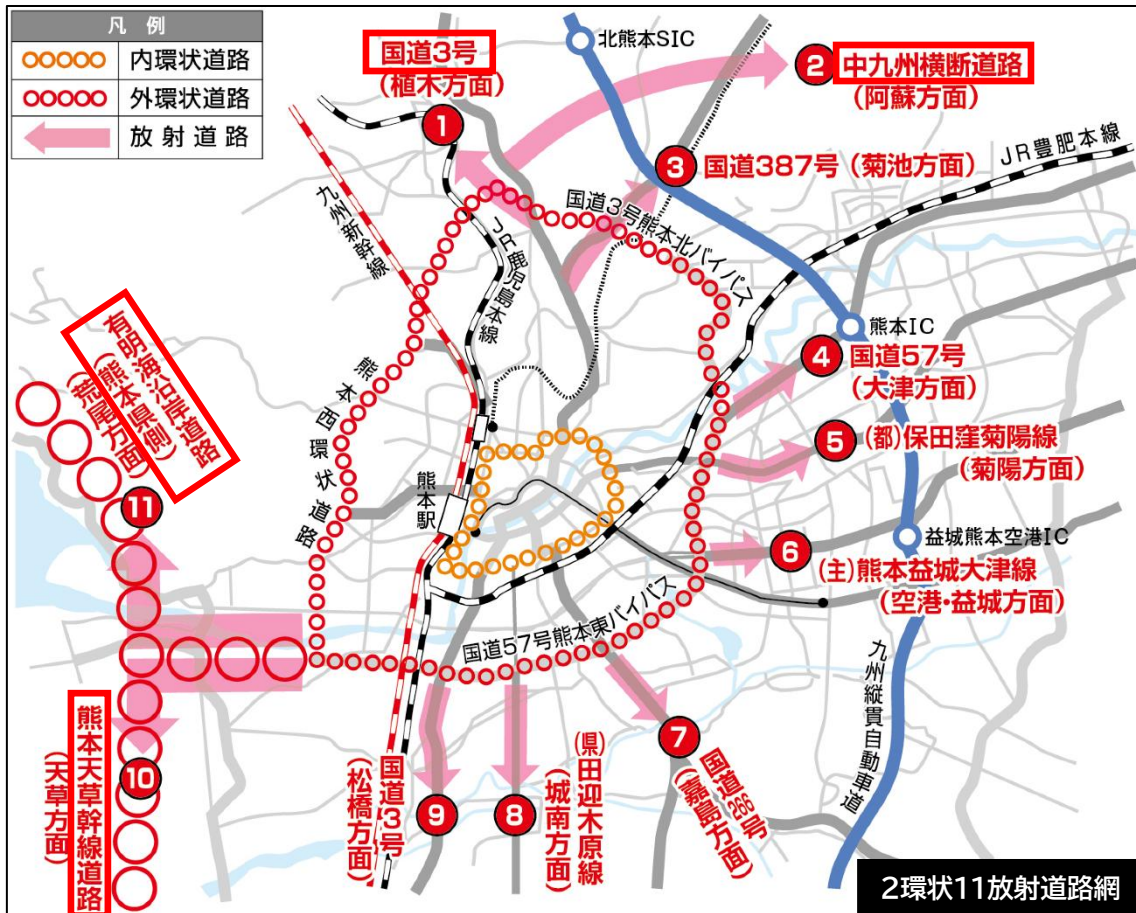 凡 例
内環状道路
外環状道路
放射道路
国道3号
(植木方面)
1
北熊本SIC
2
中九州横断道路
(阿蘇方面)
3
国道387号(菊池方面)
JR豊肥本線
国道3号熊本北バイパス
九州新幹線
JR鹿児島本線
熊本IC
4
国道57号
(大津方面)
有明海沿岸道路
(熊本県側)
(荒尾方面)
11
熊本西環状道路
5
(都)保田窪菊陽線
(菊陽方面)
熊本駅
益城熊本空港IC
6
(主)熊本益城大津線
(空港・益城方面)
国道57号熊本東バイパス
九州縦貫自動車道
熊本天草幹線道路
(天草方面)
10
国道3号
(松橋方面)
9
8
(県)田迎木原線
(城南方面)
7
国道266号
(嘉島方面)
2環状11放射道路網